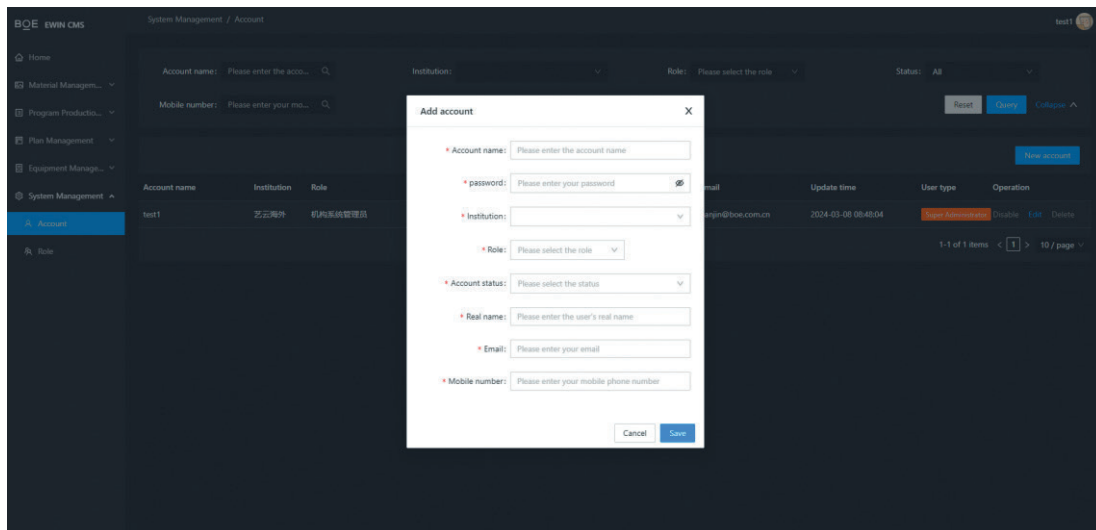 BOE EWIN CMS
System Management / Account
test1
Home
Material Managem...
Program Productio...
Plan Management
Equipment Manage...
System Management
Account
Role
Account name: Please enter the acco...
Institution:
Role: Please select the role
Status: All
Mobile number: Please enter your mo...
Reset Query Collapse
New account
Account name Institution Role mail Update time User type Operation
test1 艺云海外 机构系统管理员 anjin@boe.com.cn 2024-03-08 08:48:04 Super Administrator Disable Edit Delete
1-1 of 1 items < 1 > 10 / page
Add account X
* Account name: Please enter the account name
* password: Please enter your password
* Institution:
* Role: Please select the role
* Account status: Please select the status
* Real name: Please enter the user's real name
* Email: Please enter your email
* Mobile number: Please enter your mobile phone number
Cancel Save